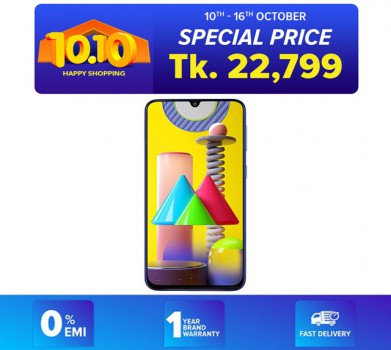 10.10
HAPPY SHOPPING
10TH - 16TH OCTOBER
SPECIAL PRICE
Tk. 22,799
0% EMI
1 YEAR BRAND WARRANTY
FAST DELIVERY